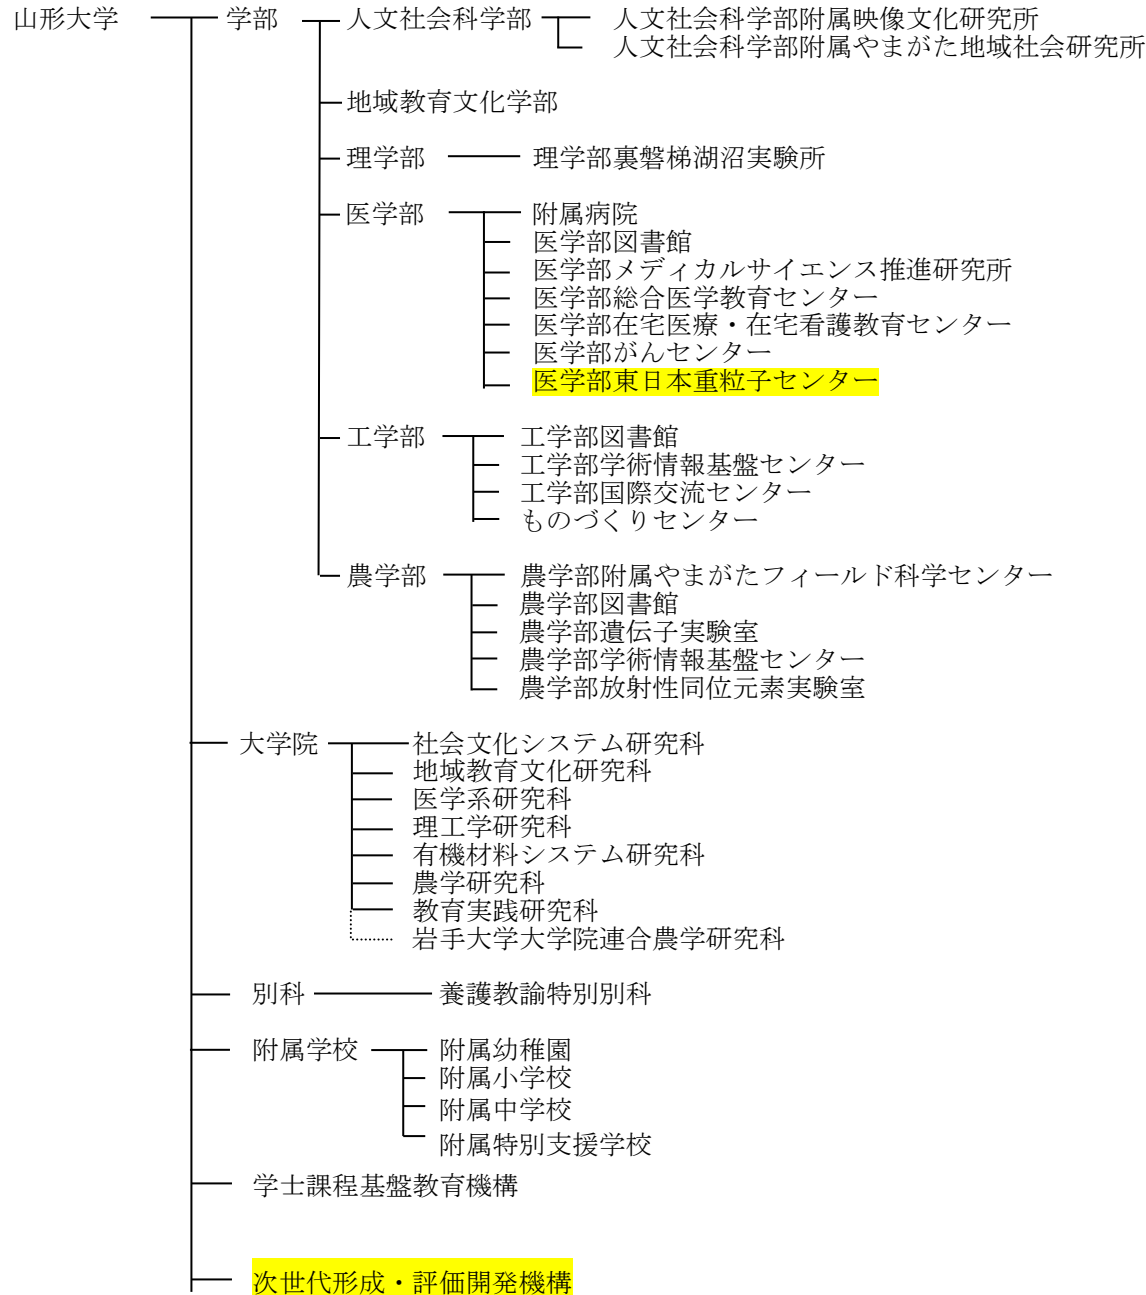 山形大学 学部 人文社会科学部 人文社会科学部附属映像文化研究所
人文社会科学部附属やまがた地域社会研究所
地域教育文化学部
理学部 理学部裏磐梯湖沼実験所
医学部 附属病院
医学部図書館
医学部メディカルサイエンス推進研究所
医学部総合医学教育センター
医学部在宅医療・在宅看護教育センター
医学部がんセンター
医学部東日本重粒子センター
工学部 工学部図書館
工学部学術情報基盤センター
工学部国際交流センター
ものづくりセンター
農学部 農学部附属やまがたフィールド科学センター
農学部図書館
農学部遺伝子実験室
農学部学術情報基盤センター
農学部放射性同位元素実験室
大学院 社会文化システム研究科
地域教育文化研究科
医学系研究科
理工学研究科
有機材料システム研究科
農学研究科
教育実践研究科
岩手大学大学院連合農学研究科
別科 養護教諭特別別科
附属学校 附属幼稚園
附属小学校
附属中学校
附属特別支援学校
学士課程基盤教育機構
次世代形成・評価開発機構